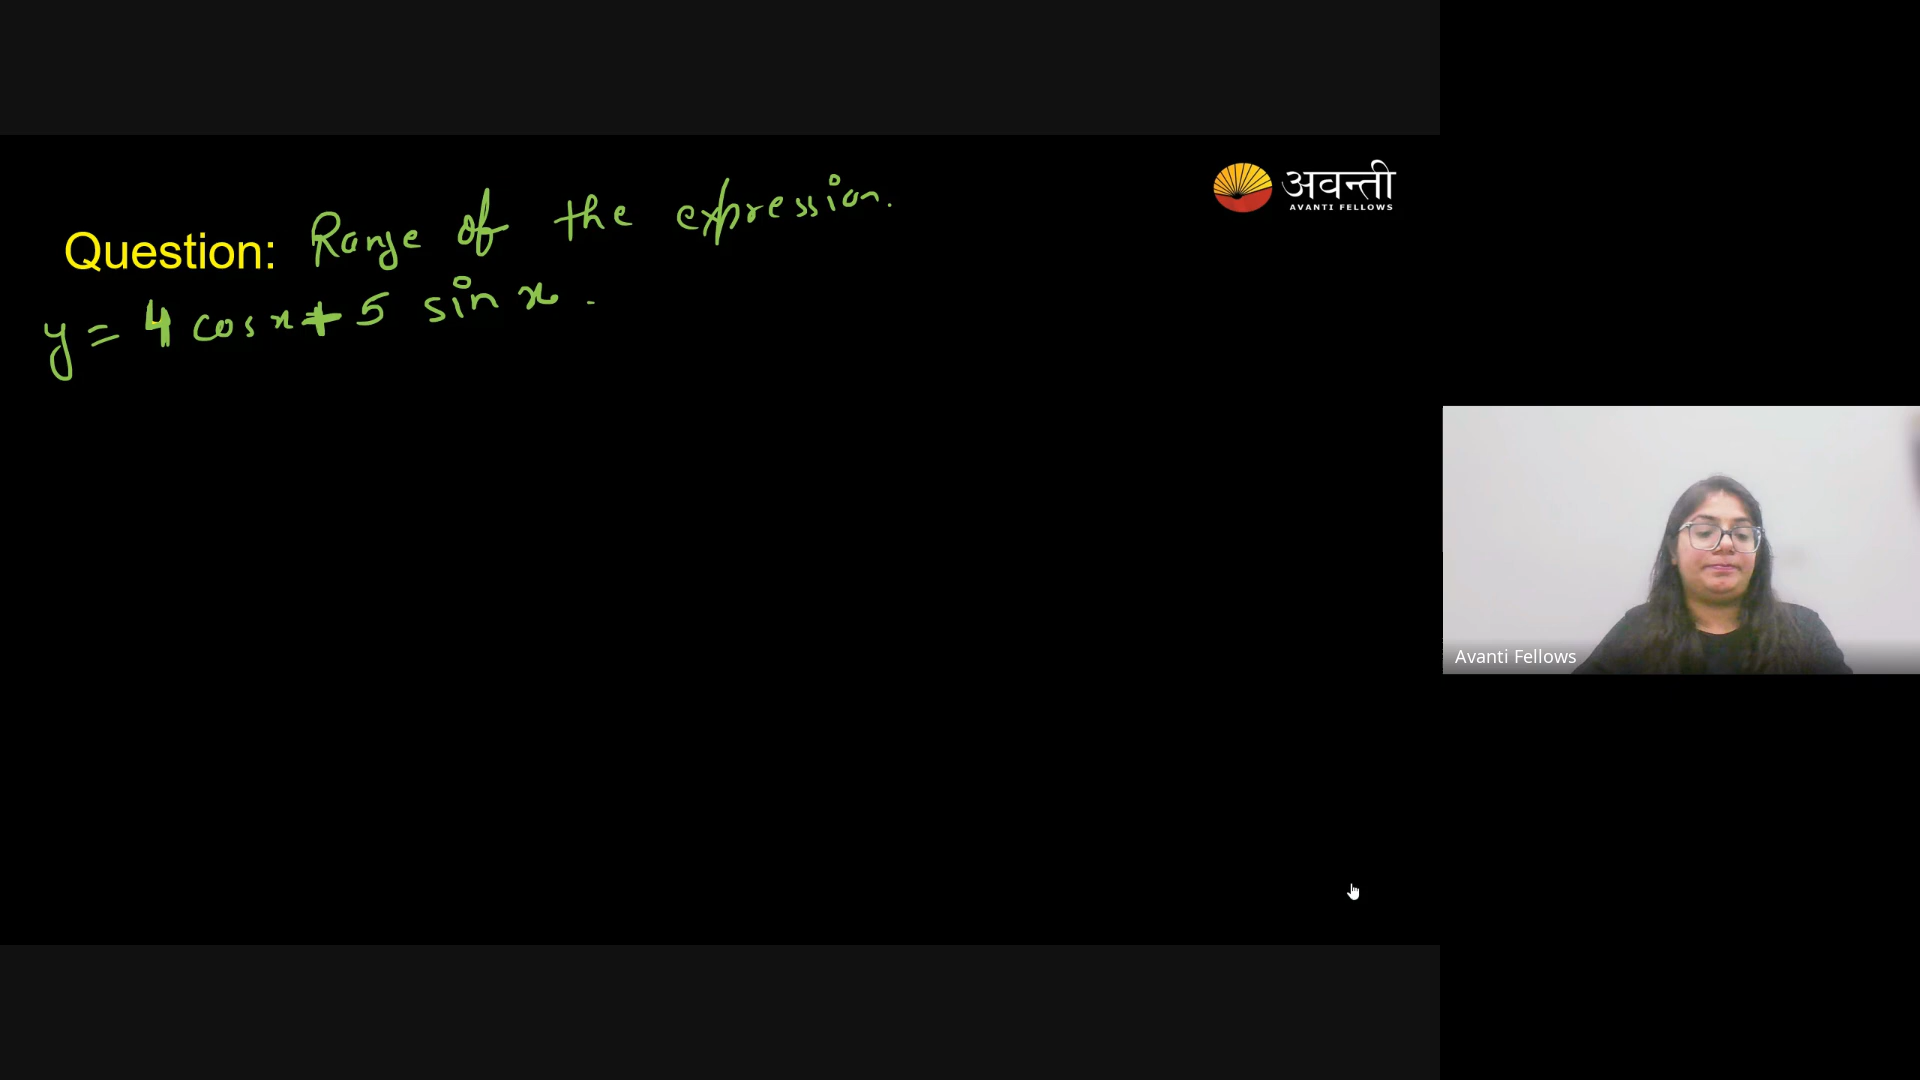 अवन्ती
AVANTI FELLOWS
Question: Range of the expression.
y = 4 cos x + 5 sin x .
Avanti Fellows